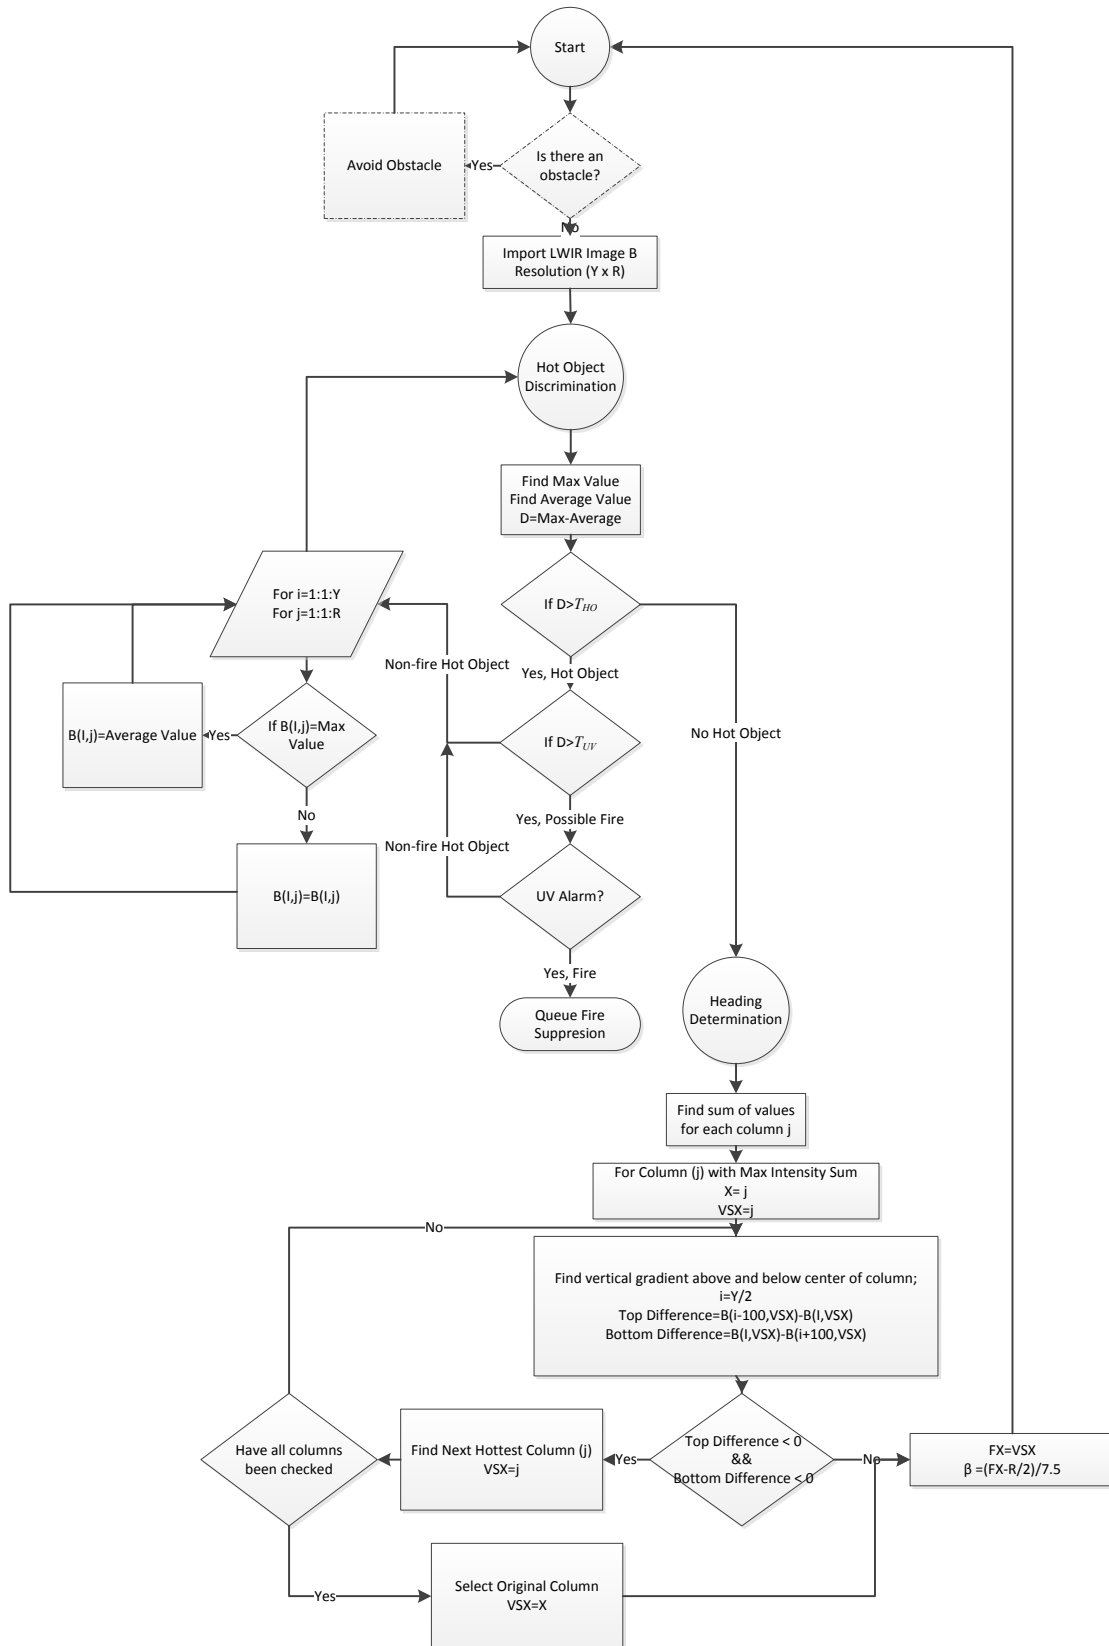 Start
Is there an
obstacle?
Yes
Avoid Obstacle
No
Import LWIR Image B
Resolution (Y x R)
Hot Object
Discrimination
Find Max Value
Find Average Value
D=Max-Average
If D>T_HO
Yes, Hot Object
No Hot Object
If D>T_UV
Non-fire Hot Object
Yes, Possible Fire
UV Alarm?
Non-fire Hot Object
Yes, Fire
Queue Fire
Suppresion
For i=1:1:Y
For j=1:1:R
If B(I,j)=Max
Value
Yes
B(I,j)=Average Value
No
B(I,j)=B(I,j)
Heading
Determination
Find sum of values
for each column j
For Column (j) with Max Intensity Sum
X= j
VSX=j
No
Find vertical gradient above and below center of column;
i=Y/2
Top Difference=B(i-100,VSX)-B(I,VSX)
Bottom Difference=B(I,VSX)-B(i+100,VSX)
Top Difference < 0
&&
Bottom Difference < 0
Yes
Find Next Hottest Column (j)
VSX=j
Have all columns
been checked
No
FX=VSX
β =(FX-R/2)/7.5
Yes
Select Original Column
VSX=X